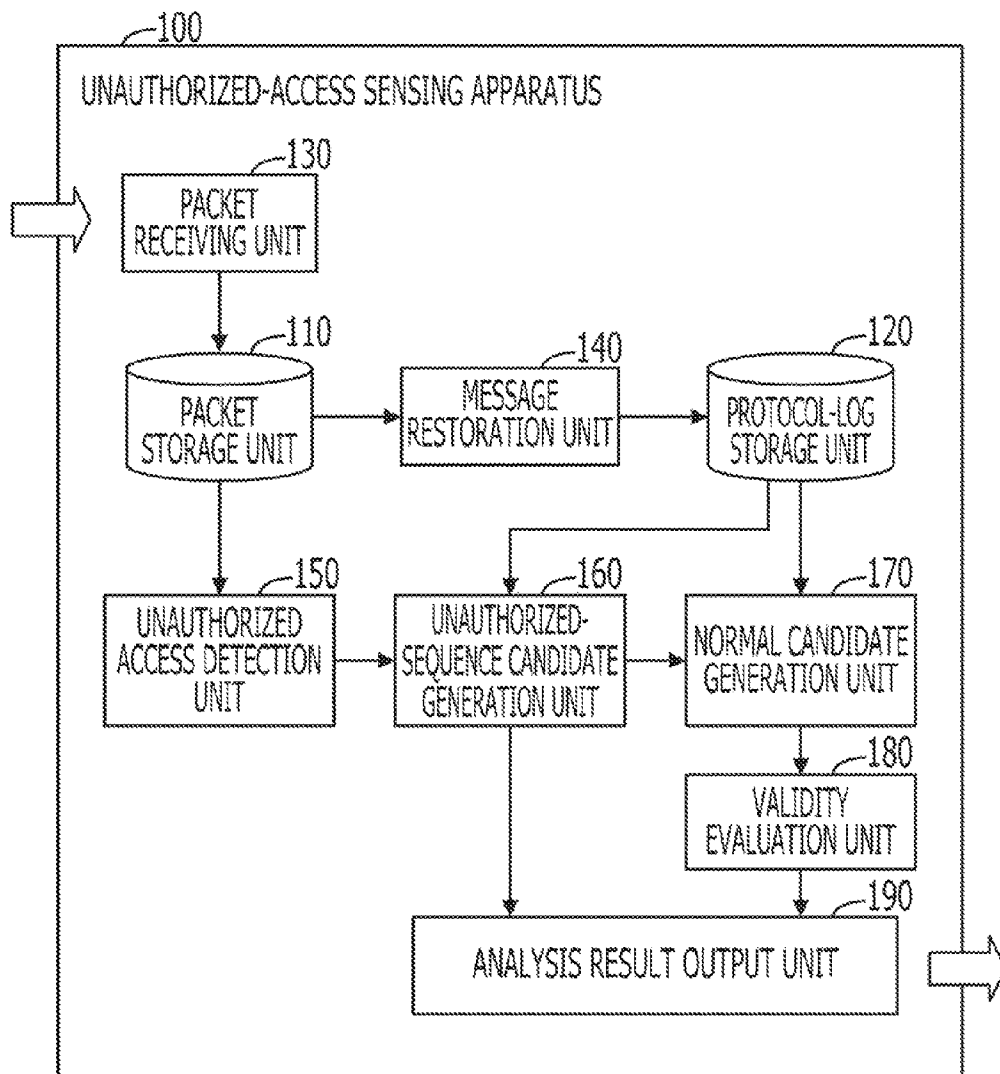 100
UNAUTHORIZED-ACCESS SENSING APPARATUS
130
PACKET
RECEIVING UNIT
110
PACKET
STORAGE UNIT
140
MESSAGE
RESTORATION UNIT
120
PROTOCOL-LOG
STORAGE UNIT
150
UNAUTHORIZED
ACCESS DETECTION
UNIT
160
UNAUTHORIZED-
SEQUENCE CANDIDATE
GENERATION UNIT
170
NORMAL CANDIDATE
GENERATION UNIT
180
VALIDITY
EVALUATION UNIT
190
ANALYSIS RESULT OUTPUT UNIT